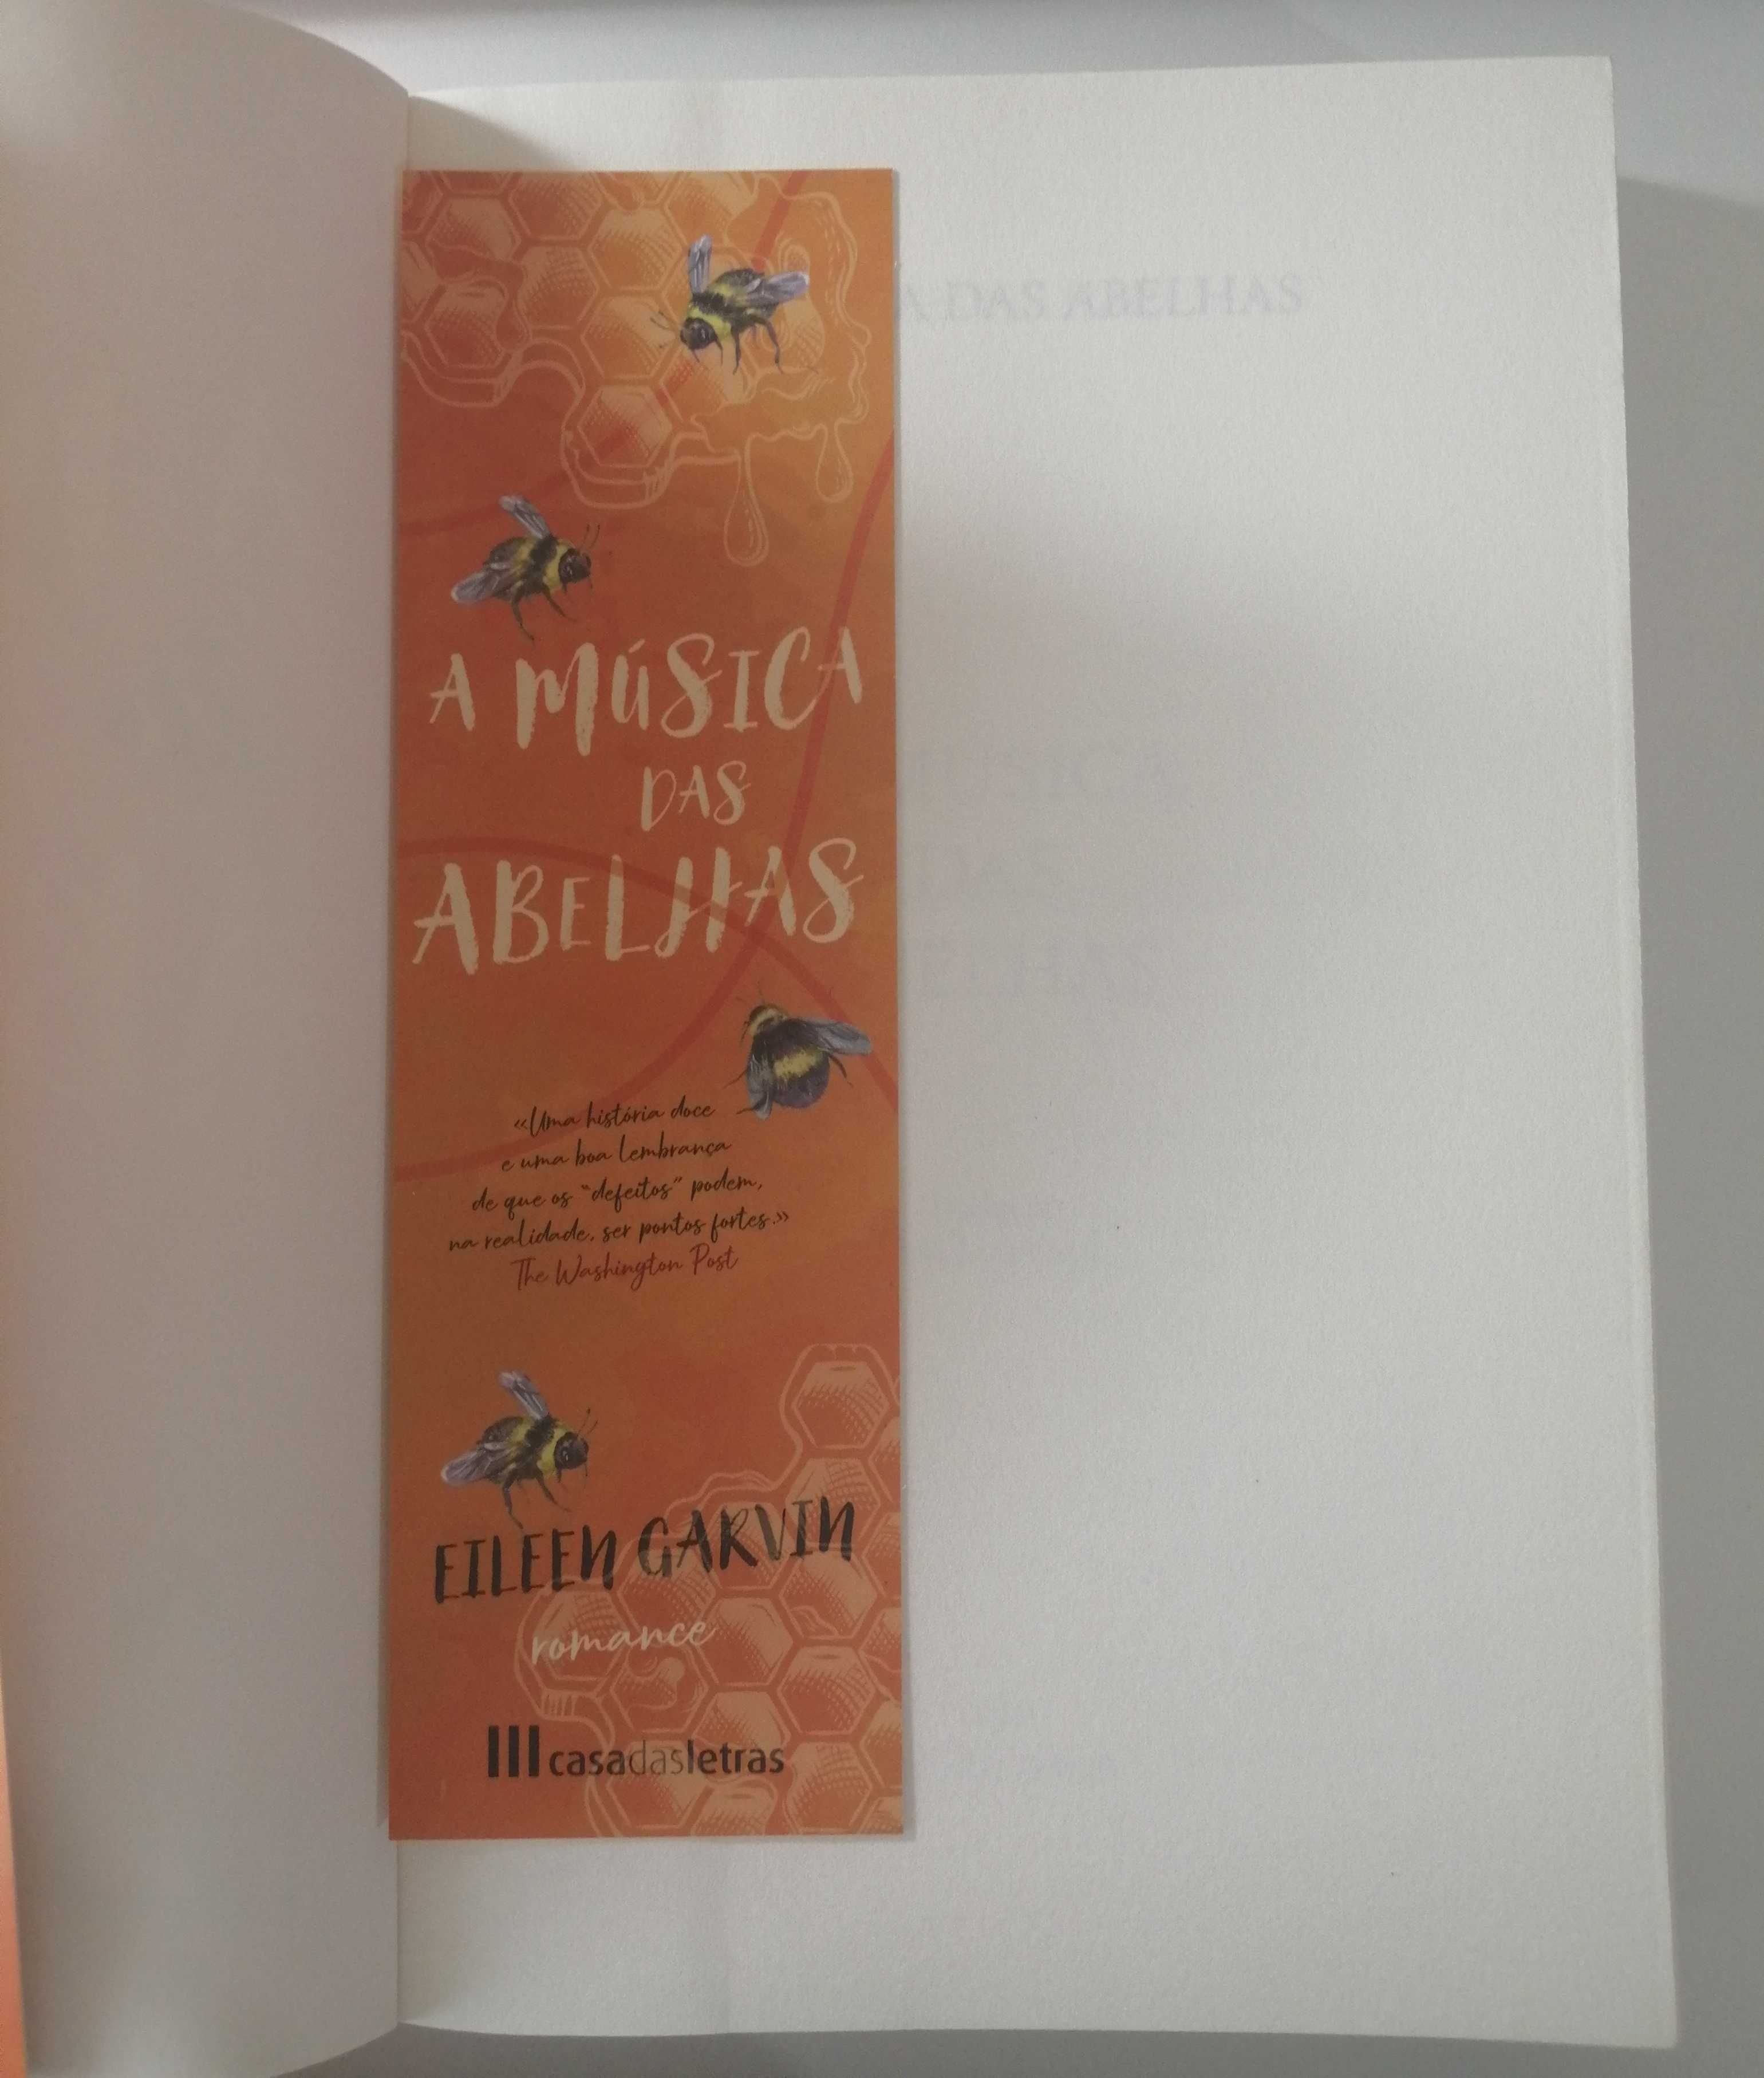 A MÚSICA
DAS
ABELHAS
«Uma história doce
e uma boa lembrança
de que os "defeitos" podem,
na realidade, ser pontos fortes.»
The Washington Post
EILEEN GARVIN
romance
casadasletras
A DAS ABELHAS